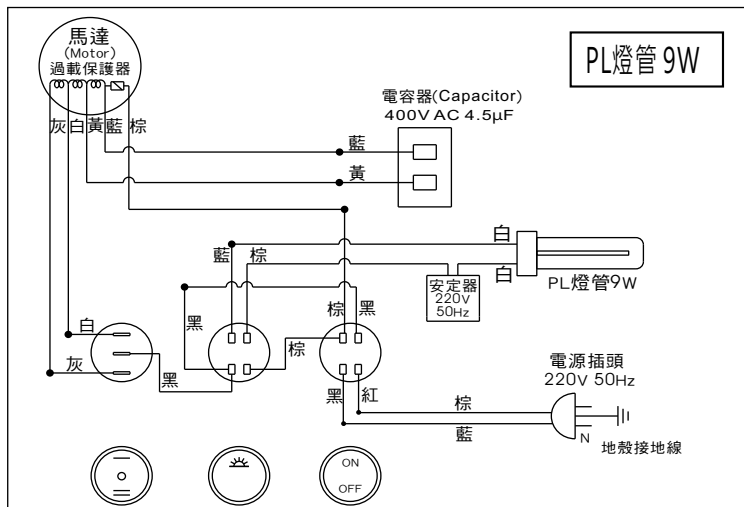 馬達
(Motor)
過載保護器
PL燈管 9W
電容器(Capacitor)
400V AC 4.5μF
灰 白 黃 藍 棕
藍
黃
白
藍 棕
白
安定器
220V
50Hz
PL燈管9W
黑
棕 黑
白
棕
灰
黑
黑 紅
電源插頭
220V 50Hz
棕
藍
N
地殼接地線
ON
OFF